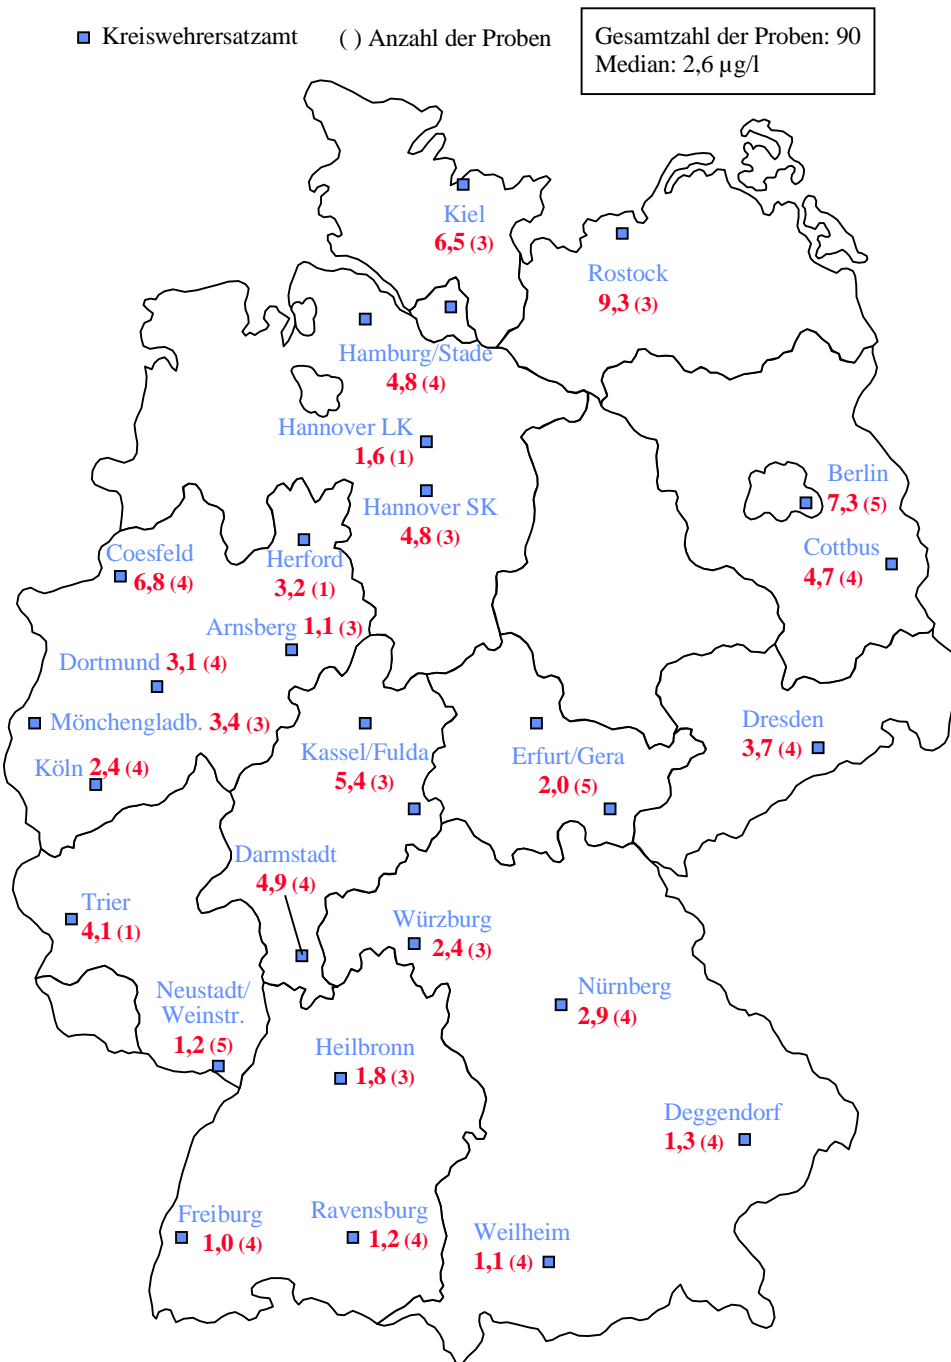 Kreiswehrersatzamt
( ) Anzahl der Proben
Gesamtzahl der Proben: 90
Median: 2,6 µg/l
Kiel
6,5 (3)
Rostock
9,3 (3)
Hamburg/Stade
4,8 (4)
Hannover LK
1,6 (1)
Hannover SK
4,8 (3)
Berlin
7,3 (5)
Cottbus
4,7 (4)
Coesfeld
6,8 (4)
Herford
3,2 (1)
Arnsberg 1,1 (3)
Dortmund 3,1 (4)
Mönchengladb. 3,4 (3)
Köln 2,4 (4)
Kassel/Fulda
5,4 (3)
Erfurt/Gera
2,0 (5)
Dresden
3,7 (4)
Darmstadt
4,9 (4)
Trier
4,1 (1)
Würzburg
2,4 (3)
Neustadt/
Weinstr.
1,2 (5)
Nürnberg
2,9 (4)
Heilbronn
1,8 (3)
Deggendorf
1,3 (4)
Freiburg
1,0 (4)
Ravensburg
1,2 (4)
Weilheim
1,1 (4)